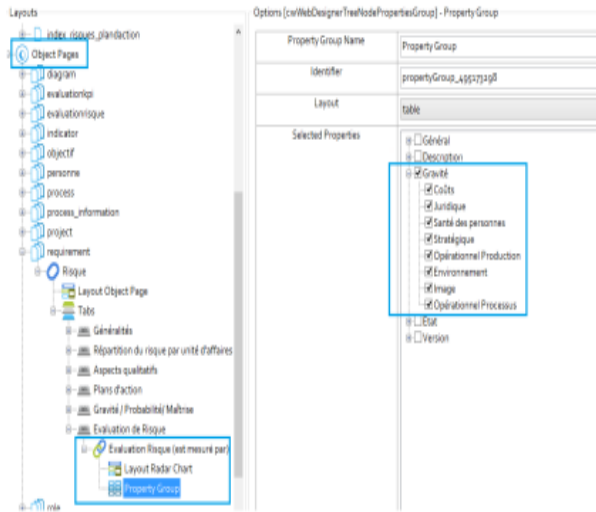 Layouts
index_risques_plandaction
Object Pages
diagram
evaluationkpi
evaluationrisque
indicator
objectif
personne
process
process_information
project
requirement
Risque
Layout Object Page
Tabs
Généralités
Répartition du risque par unité d'affaires
Aspects qualitatifs
Plans d'action
Gravité / Probabilité/ Maîtrise
Evaluation de Risque
Evaluation Risque (est mesuré par)
Layout Radar Chart
Property Group
role
Options [cwWebDesignerTreeNodePropertiesGroup] - Property Group
Property Group Name
Property Group
Identifier
propertyGroup_495173298
Layout
table
Selected Properties
Général
Description
Gravité
Coûts
Juridique
Santé des personnes
Stratégique
Opérationnel Production
Environnement
Image
Opérationnel Processus
Etat
Version